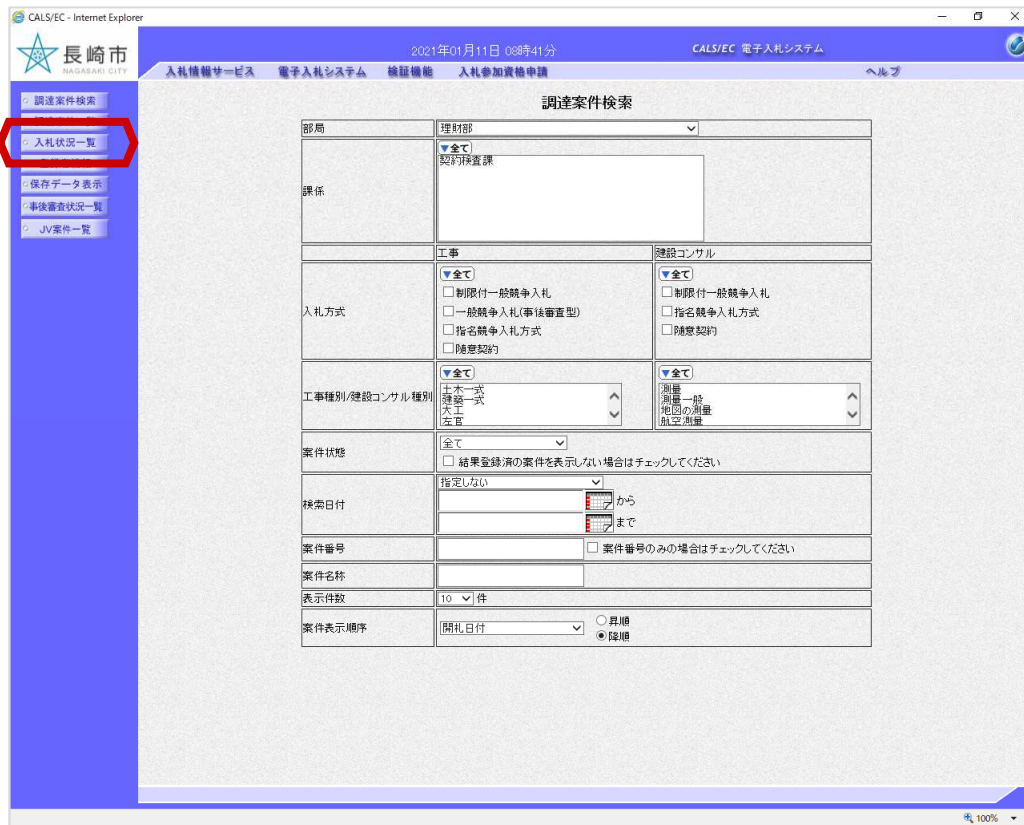 CALS/EC - Internet Explorer
長崎市
NAGASAKI CITY
2021年01月11日 08時41分
CALS/EC 電子入札システム
入札情報サービス 電子入札システム 検証機能 入札参加資格申請 ヘルプ
調達案件検索
入札状況一覧
保存データ表示
事後審査状況一覧
JV案件一覧
調達案件検索
部局 理財部
課係 ▼全て
契約検査課
工事 建設コンサル
入札方式
▼全て ▼全て
制限付一般競争入札 制限付一般競争入札
一般競争入札(事後審査型) 指名競争入札方式
指名競争入札方式 随意契約
随意契約
工事種別/建設コンサル種別
▼全て ▼全て
土木一式 測量
建築一式 測量一般
大工 地図の測量
左官 航空測量
案件状態 全て
結果登録済の案件を表示しない場合はチェックしてください
検索日付 指定しない
から
まで
案件番号 案件番号のみの場合はチェックしてください
案件名称
表示件数 10 件
案件表示順序 開札日付 昇順
降順
100%